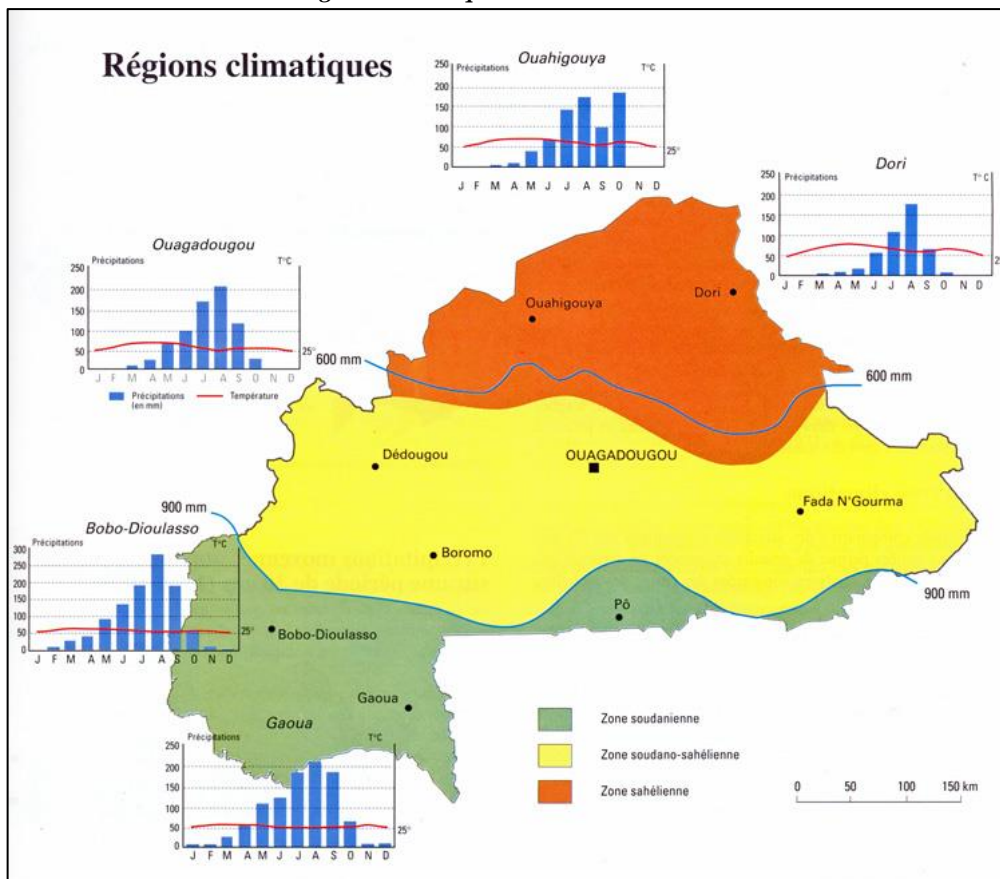 Régions climatiques
Ouahigouya
Précipitations T°C
250
200
150
100
50
0
25°
J F M A M J J A S O N D
Dori
Précipitations T° C
250
200
150
100
50
0
J F M A M J J A S O N D
Ouagadougou
Précipitations T°C
250
200
150
100
50
0
25°
J F M A M J J A S O N D
Précipitations
(en mm)
Température
Ouahigouya
Dori
600 mm
600 mm
Dédougou
OUAGADOUGOU
Fada N'Gourma
900 mm
Boromo
900 mm
Pô
Bobo-Dioulasso
Précipitations T°C
300
250
200
150
100
50
0
25°
J F M A M J J A S O N D
Bobo-Dioulasso
Gaoua
Gaoua
Précipitations T°C
250
200
150
100
50
0
25°
J F M A M J J A S O N D
Zone soudanienne
Zone soudano-sahélienne
Zone sahélienne
0 50 100 150 km